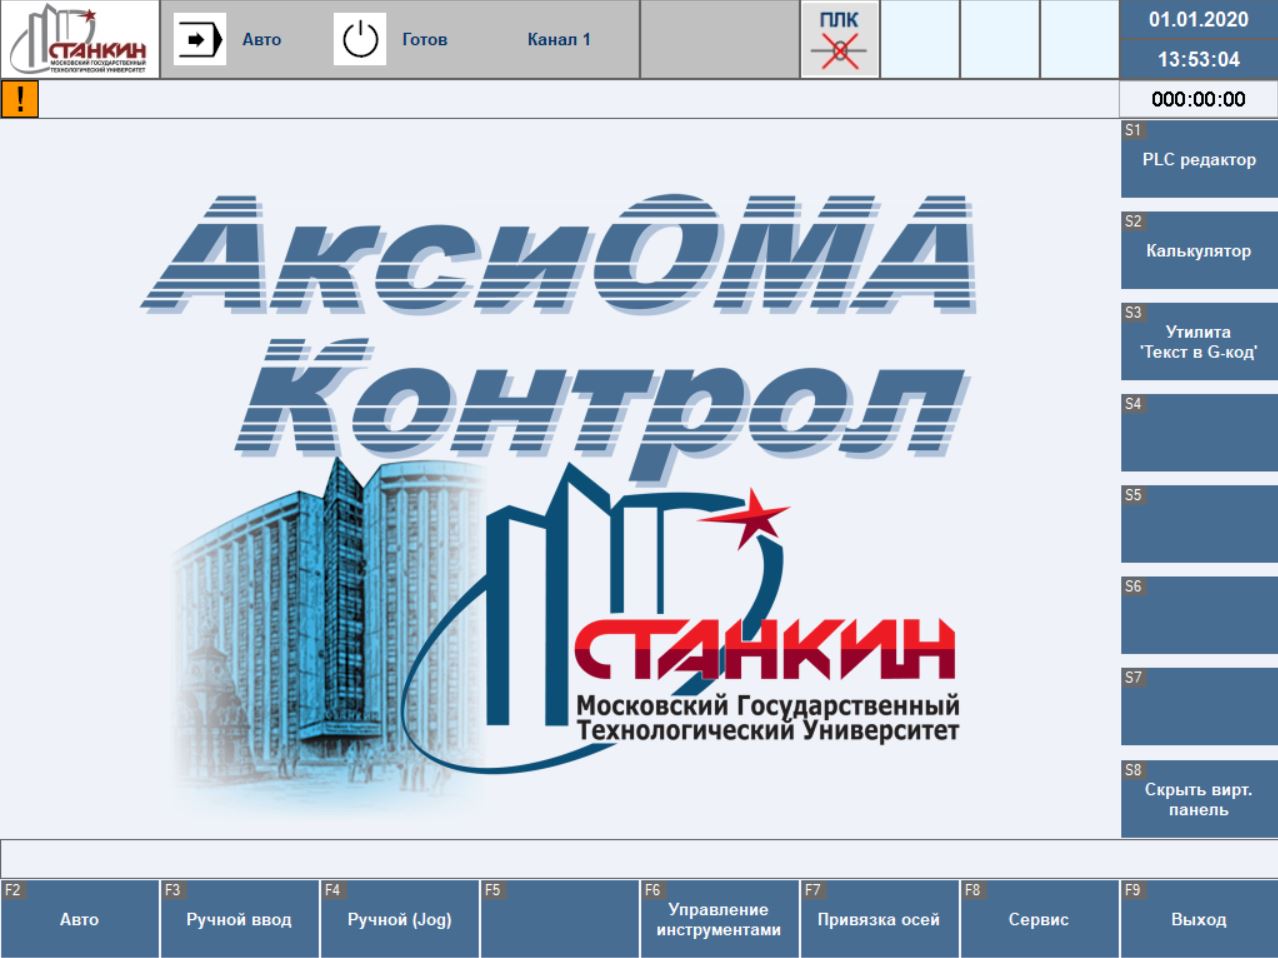 СТАНКИН
МОСКОВСКИЙ ГОСУДАРСТВЕННЫЙ
ТЕХНОЛОГИЧЕСКИЙ УНИВЕРСИТЕТ
Авто
Готов
Канал 1
ПЛК
01.01.2020
13:53:04
!
000:00:00
S1
PLC редактор
S2
Калькулятор
S3
Утилита
'Текст в G-код'
S4
S5
S6
S7
S8
Скрыть вирт.
панель
АксиОМА
Контрол
СТАНКИН
Московский Государственный
Технологический Университет
F2
Авто
F3
Ручной ввод
F4
Ручной (Jog)
F5
F6
Управление
инструментами
F7
Привязка осей
F8
Сервис
F9
Выход